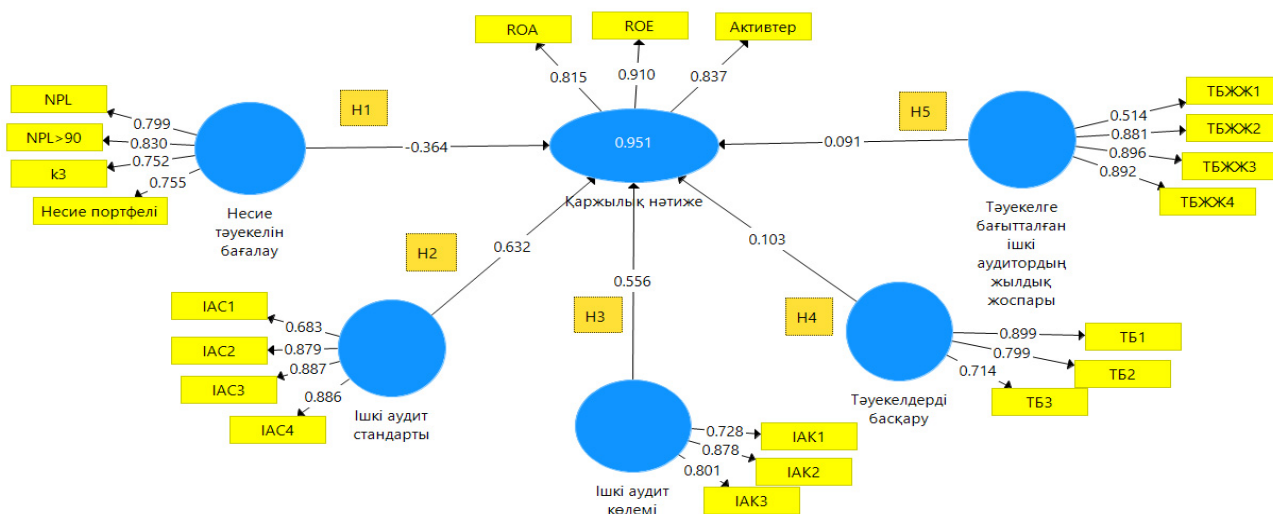 ROA
ROE
Активтер
0.815
0.910
0.837
NPL
NPL>90
k3
Несие портфелі
0.799
0.830
0.752
0.755
Несие
тәуекелін
бағалау
H1
-0.364
0.951
Қаржылық нәтиже
H5
0.091
ТБЖЖ1
ТБЖЖ2
ТБЖЖ3
ТБЖЖ4
0.514
0.881
0.896
0.892
Тәуекелге
бағытталған
ішкі
аудитордың
жылдық
жоспары
H2
0.632
IAC1
IAC2
IAC3
IAC4
0.683
0.879
0.887
0.886
Ішкі аудит
стандарты
H3
0.556
0.728
0.878
0.801
IAK1
IAK2
IAK3
Ішкі аудит
көлемі
H4
0.103
0.899
0.799
0.714
ТБ1
ТБ2
ТБ3
Тәуекелдерді
басқару